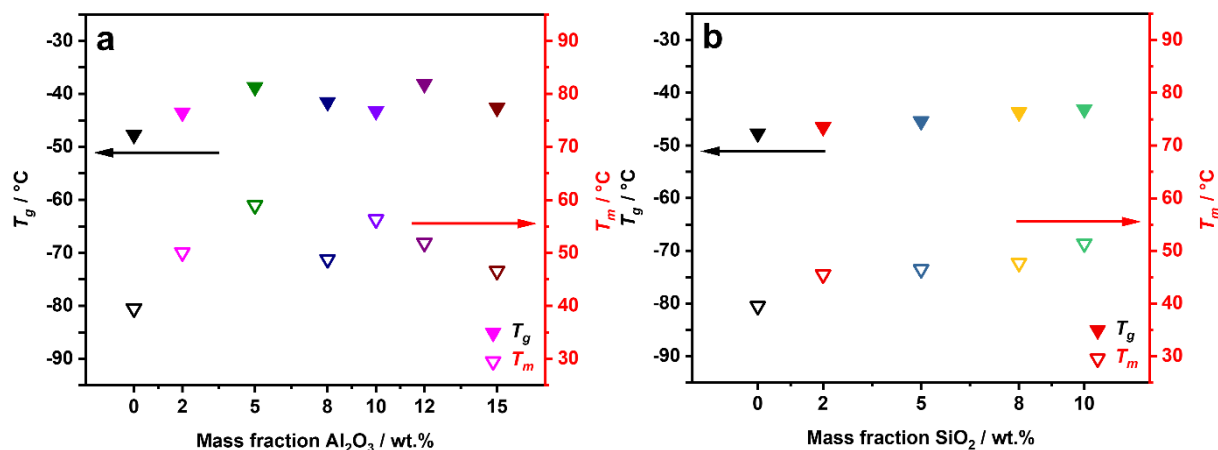 a
-30
-40
-50
-60
-70
-80
-90
T_g / °C
90
80
70
60
50
40
30
T_m / °C
T_g
T_m
0 2 5 8 10 12 15
Mass fraction Al₂O₃ / wt.%
b
-30
-40
-50
-60
-70
-80
-90
T_g / °C
90
80
70
60
50
40
30
T_m / °C
T_g
T_m
0 2 5 8 10
Mass fraction SiO₂ / wt.%